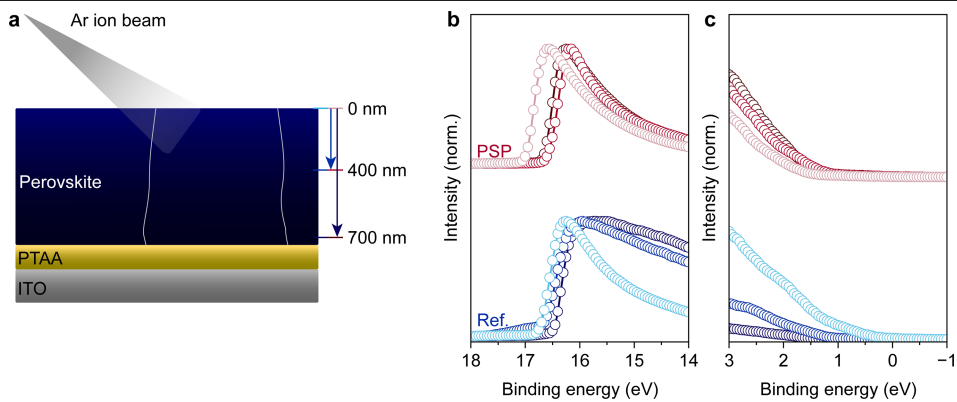 a
Ar ion beam
0 nm
400 nm
700 nm
Perovskite
PTAA
ITO
b
Intensity (norm.)
PSP
Ref.
18 17 16 15 14
Binding energy (eV)
c
Intensity (norm.)
3 2 1 0 −1
Binding energy (eV)